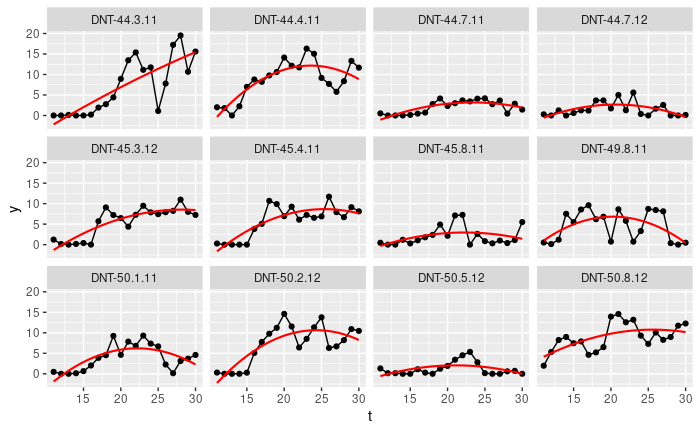 DNT-44.3.11 DNT-44.4.11 DNT-44.7.11 DNT-44.7.12
20
15
10
5
0
DNT-45.3.12 DNT-45.4.11 DNT-45.8.11 DNT-49.8.11
20
15
10
5
0
y
DNT-50.1.11 DNT-50.2.12 DNT-50.5.12 DNT-50.8.12
20
15
10
5
0
15 20 25 30 15 20 25 30 15 20 25 30 15 20 25 30
t